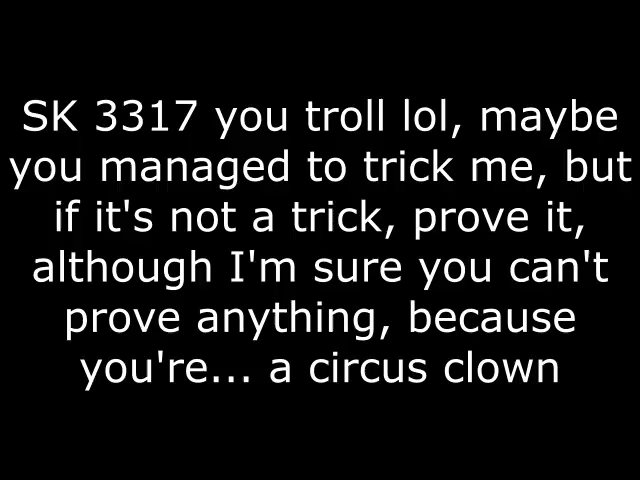 SK 3317 you troll lol, maybe
you managed to trick me, but
if it's not a trick, prove it,
although I'm sure you can't
prove anything, because
you're... a circus clown